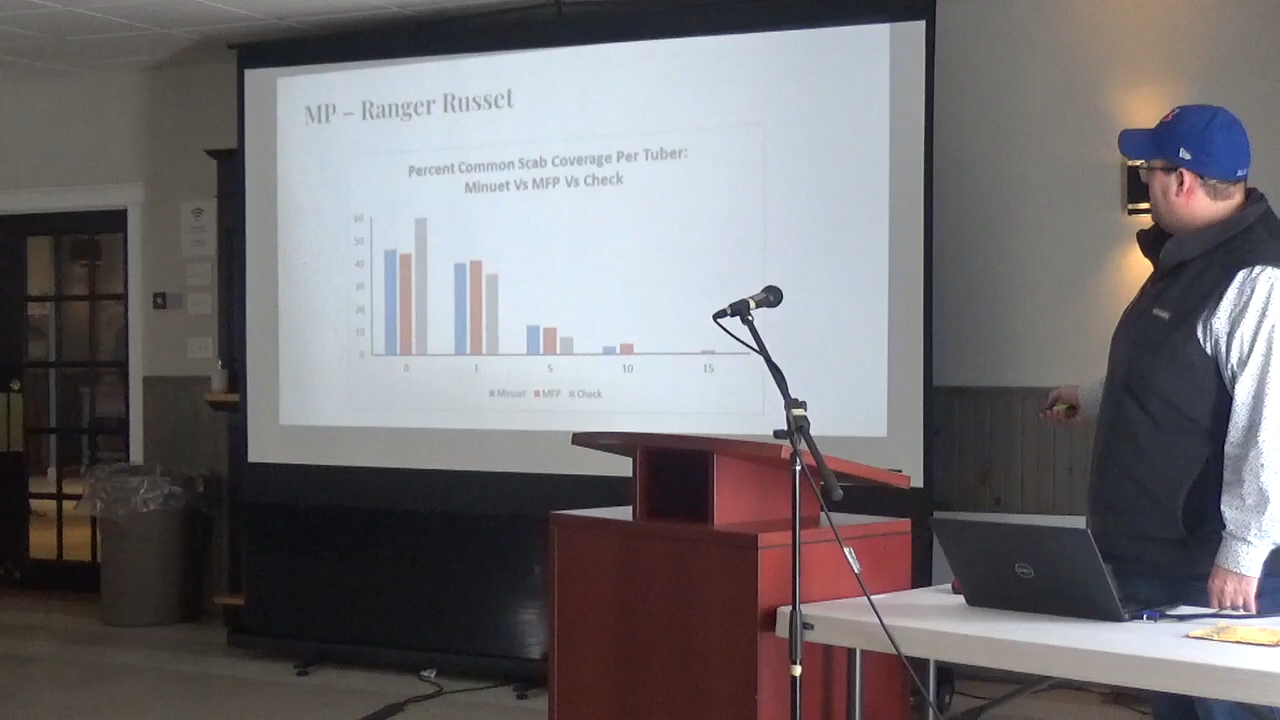 MP – Ranger Russet
Percent Common Scab Coverage Per Tuber:
Minuet Vs MFP Vs Check
60
50
40
30
20
10
0
0 1 5 10 15
Minuet MFP Check
DELL